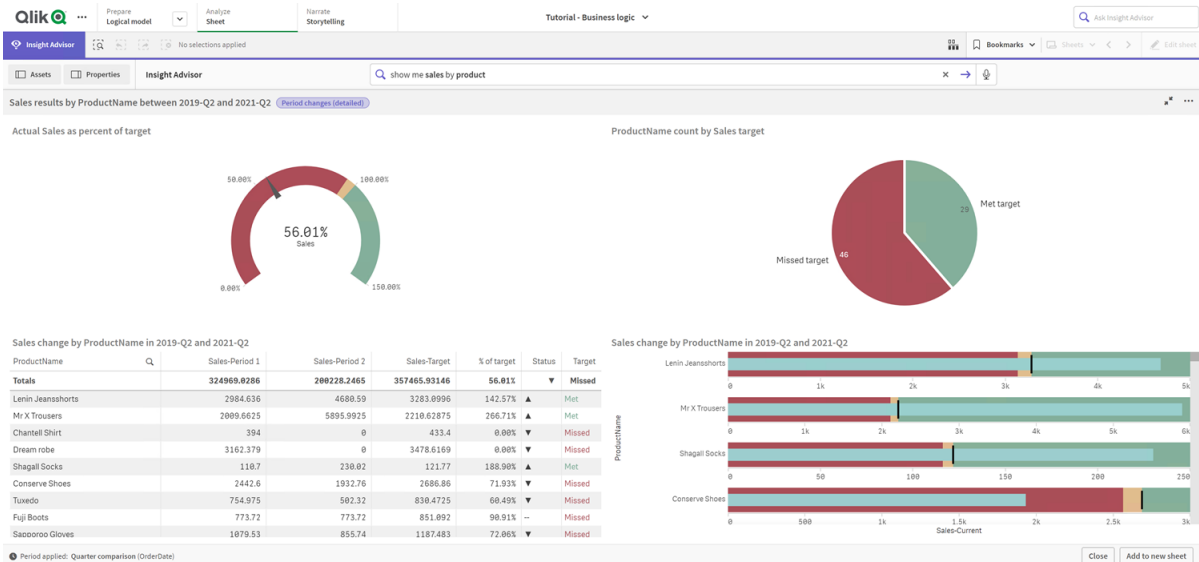 Qlik Q ... Prepare Logical model Analyze Sheet Narrate Storytelling Tutorial - Business logic Ask Insight Advisor
Insight Advisor No selections applied Bookmarks Sheets Edit sheet
Assets Properties Insight Advisor show me sales by product
Sales results by ProductName between 2019-Q2 and 2021-Q2 Period changes (detailed)
Actual Sales as percent of target
50.00% 100.00%
56.01%
Sales
0.00% 150.00%
ProductName count by Sales target
29 Met target
46 Missed target
Sales change by ProductName in 2019-Q2 and 2021-Q2
ProductName Sales-Period 1 Sales-Period 2 Sales-Target % of target Status Target
Totals 324969.0286 200228.2465 357465.93146 56.01% ▼ Missed
Lenin Jeansshorts 2984.636 4680.59 3283.0996 142.57% ▲ Met
Mr X Trousers 2009.6625 5895.9925 2210.62875 266.71% ▲ Met
Chantell Shirt 394 0 433.4 0.00% ▼ Missed
Dream robe 3162.379 0 3478.6169 0.00% ▼ Missed
Shagall Socks 110.7 230.02 121.77 188.90% ▲ Met
Conserve Shoes 2442.6 1932.76 2686.86 71.93% ▼ Missed
Tuxedo 754.975 502.32 830.4725 60.49% ▼ Missed
Fuji Boots 773.72 773.72 851.092 90.91% -- Missed
Sapporoo Gloves 1079.53 855.74 1187.483 72.06% ▼ Missed
Sales change by ProductName in 2019-Q2 and 2021-Q2
ProductName
Lenin Jeansshorts
0 1k 2k 3k 4k 5k
Mr X Trousers
0 1k 2k 3k 4k 5k 6k
Shagall Socks
0 50 100 150 200 250
Conserve Shoes
0 500 1k 1.5k 2k 2.5k 3k
Sales-Current
Period applied: Quarter comparison (OrderDate) Close Add to new sheet